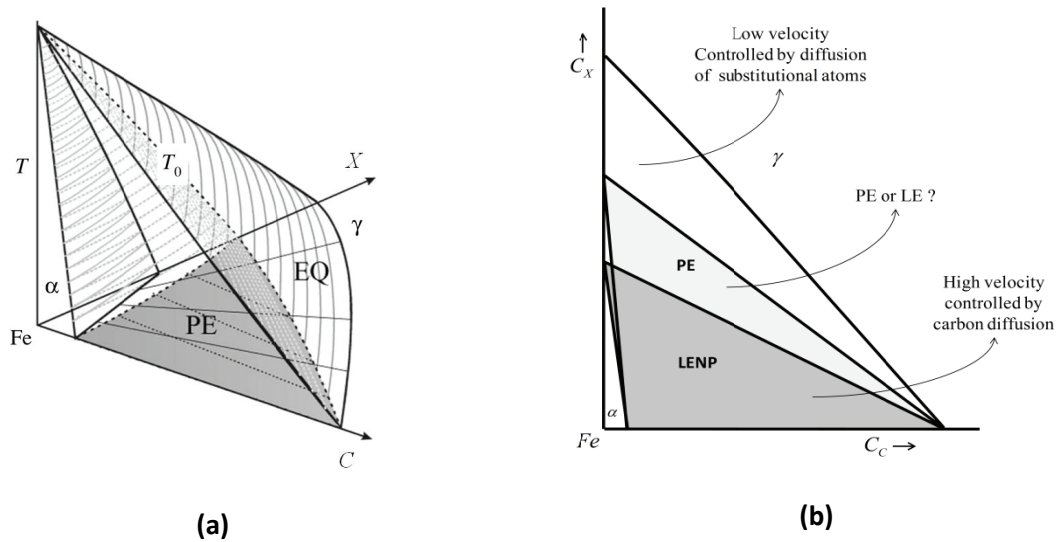 T
T0
X
γ
EQ
α
PE
Fe
C
(a)
↑
CX
Low velocity
Controlled by diffusion
of substitutional atoms
γ
PE or LE ?
PE
High velocity
controlled by
carbon diffusion
LENP
α
Fe
CC →
(b)